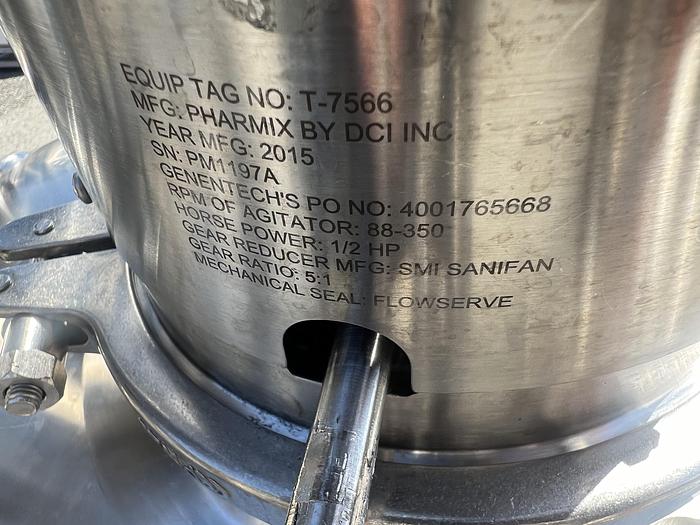 EQUIP TAG NO: T-7566
MFG: PHARMIX BY DCI INC
YEAR MFG: 2015
SN: PM1197A
GENENTECH'S PO NO: 4001765668
RPM OF AGITATOR: 88-350
HORSE POWER: 1/2 HP
GEAR REDUCER MFG: SMI SANIFAN
GEAR RATIO: 5:1
MECHANICAL SEAL: FLOWSERVE